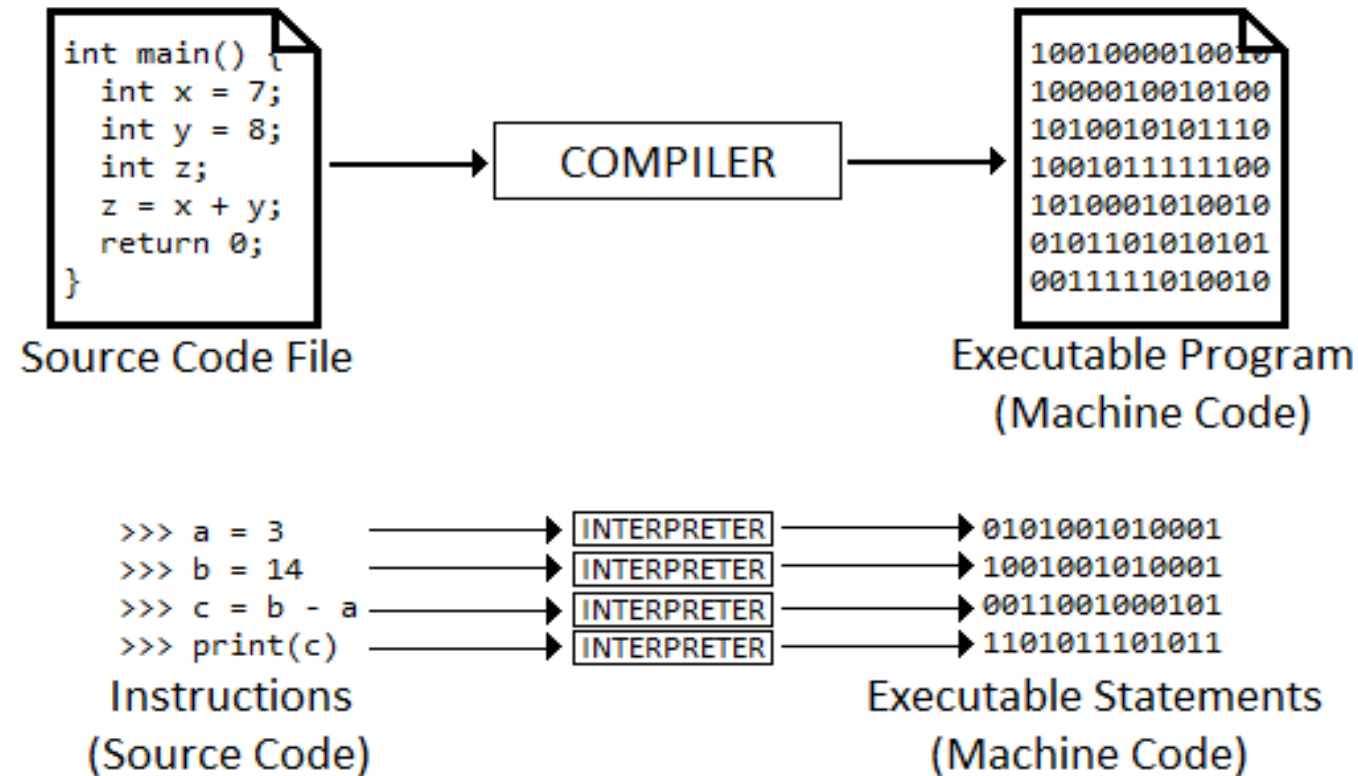 int main() {
int x = 7;
int y = 8;
int z;
z = x + y;
return 0;
}
Source Code File
COMPILER
1001000010010
1000010010100
1010010101110
1001011111100
1010001010010
0101101010101
0011111010010
Executable Program
(Machine Code)
>>> a = 3
INTERPRETER
0101001010001
>>> b = 14
INTERPRETER
1001001010001
>>> c = b - a
INTERPRETER
0011001000101
>>> print(c)
INTERPRETER
1101011101011
Instructions
(Source Code)
Executable Statements
(Machine Code)